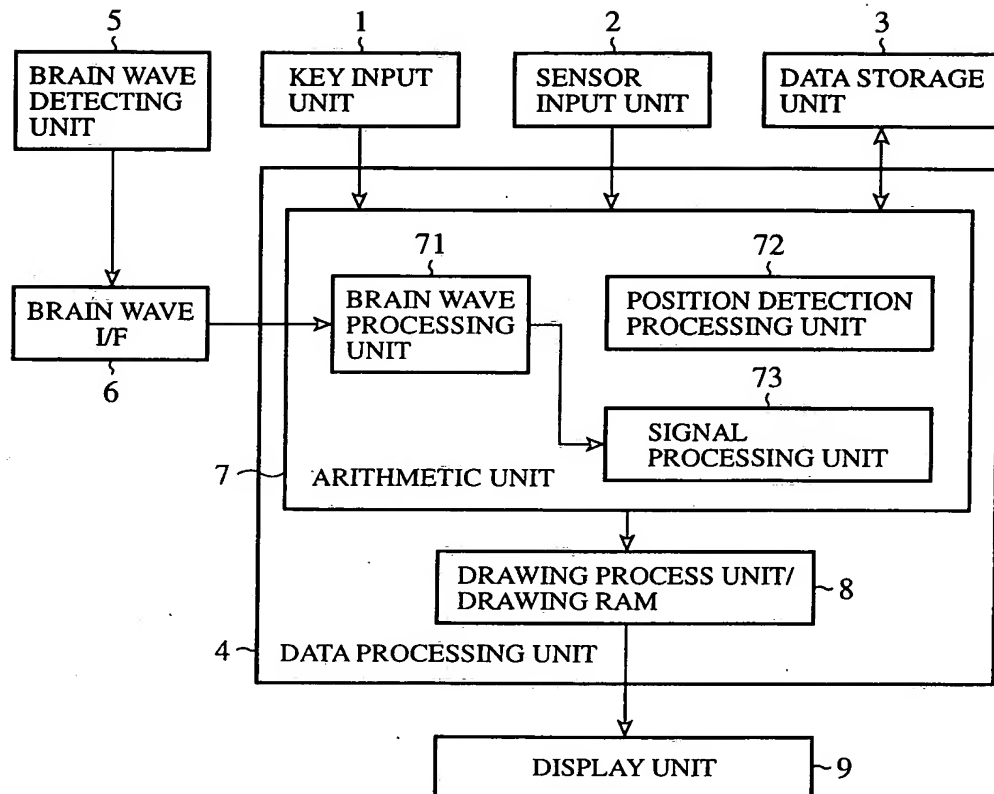 5
BRAIN WAVE
DETECTING
UNIT
1
KEY INPUT
UNIT
2
SENSOR
INPUT UNIT
3
DATA STORAGE
UNIT
BRAIN WAVE
I/F
6
71
BRAIN WAVE
PROCESSING
UNIT
72
POSITION DETECTION
PROCESSING UNIT
73
SIGNAL
PROCESSING UNIT
7
ARITHMETIC UNIT
DRAWING PROCESS UNIT/
DRAWING RAM
8
4
DATA PROCESSING UNIT
DISPLAY UNIT
9